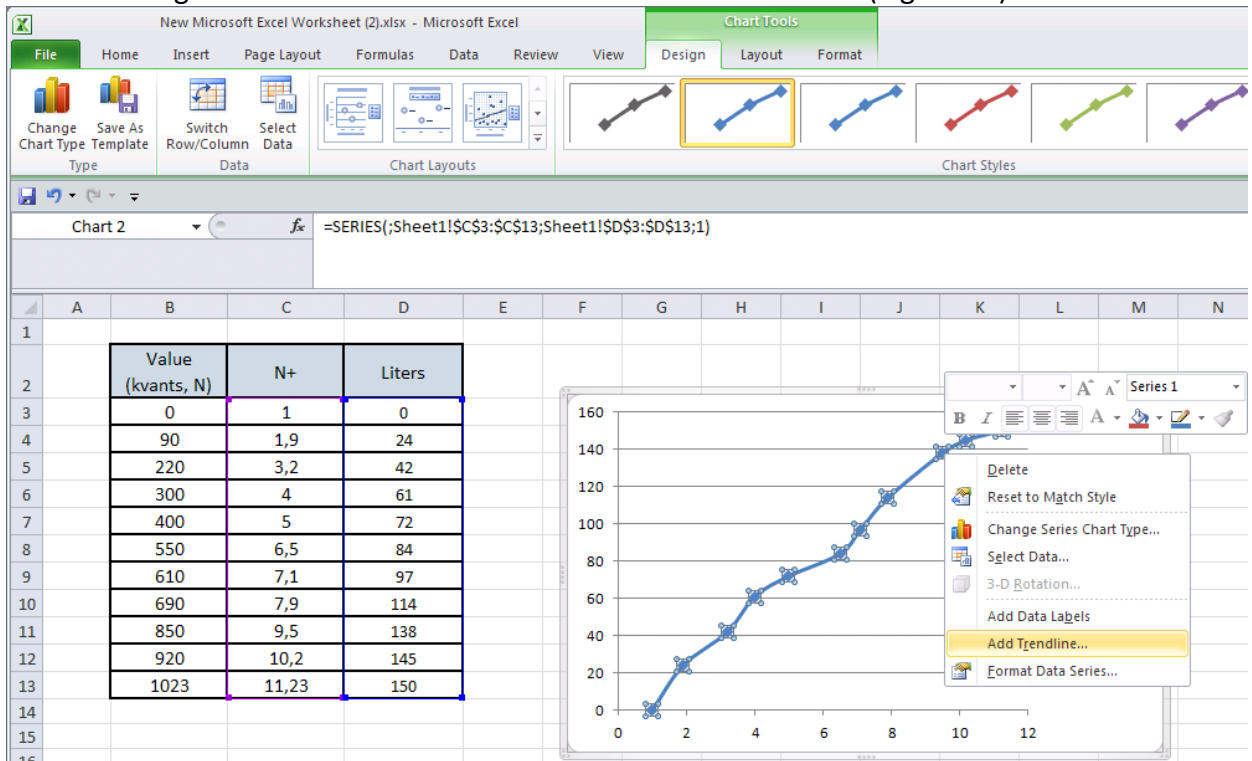 New Microsoft Excel Worksheet (2).xlsx - Microsoft Excel
Chart Tools
File Home Insert Page Layout Formulas Data Review View Design Layout Format
Change Chart Type
Save As Template
Switch Row/Column
Select Data
Type Data Chart Layouts Chart Styles
Chart 2 fx =SERIES(;Sheet1!$C$3:$C$13;Sheet1!$D$3:$D$13;1)
A B C D E F G H I J K L M N
1
2 Value (kvants, N) N+ Liters
3 0 1 0
4 90 1,9 24
5 220 3,2 42
6 300 4 61
7 400 5 72
8 550 6,5 84
9 610 7,1 97
10 690 7,9 114
11 850 9,5 138
12 920 10,2 145
13 1023 11,23 150
14
15
160
140
120
100
80
60
40
20
0
0 2 4 6 8 10 12
A A Series 1
B I A
Delete
Reset to Match Style
Change Series Chart Type...
Select Data...
3-D Rotation...
Add Data Labels
Add Trendline...
Format Data Series...